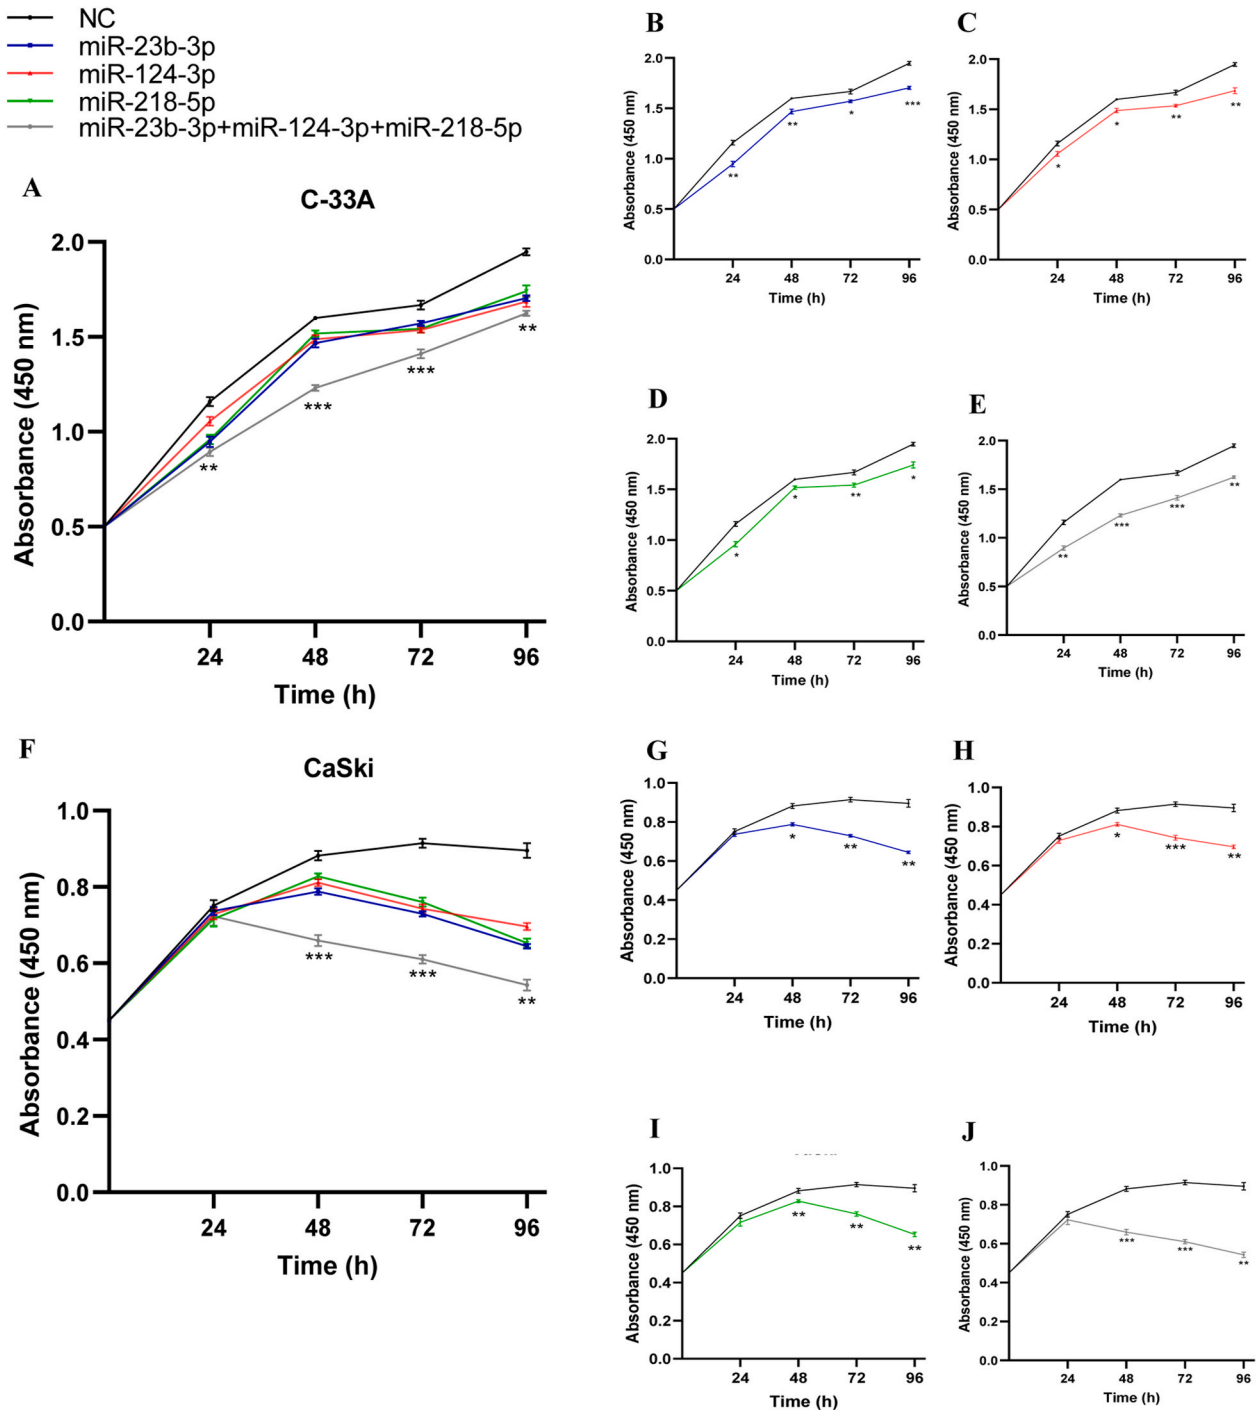 NC
miR-23b-3p
miR-124-3p
miR-218-5p
miR-23b-3p+miR-124-3p+miR-218-5p
A
C-33A
Absorbance (450 nm)
2.0
1.5
1.0
0.5
0.0
**
***
***
**
24 48 72 96
Time (h)
B
Absorbance (450 nm)
2.0
1.5
1.0
0.5
0.0
**
**
*
***
24 48 72 96
Time (h)
C
Absorbance (450 nm)
2.0
1.5
1.0
0.5
0.0
*
*
**
**
24 48 72 96
Time (h)
D
Absorbance (450 nm)
2.0
1.5
1.0
0.5
0.0
*
*
**
*
24 48 72 96
Time (h)
E
Absorbance (450 nm)
2.0
1.5
1.0
0.5
0.0
**
***
***
**
24 48 72 96
Time (h)
F
CaSki
Absorbance (450 nm)
1.0
0.8
0.6
0.4
0.2
0.0
***
***
**
24 48 72 96
Time (h)
G
Absorbance (450 nm)
1.0
0.8
0.6
0.4
0.2
0.0
*
**
**
24 48 72 96
Time (h)
H
Absorbance (450 nm)
1.0
0.8
0.6
0.4
0.2
0.0
*
***
**
24 48 72 96
Time (h)
I
Absorbance (450 nm)
1.0
0.8
0.6
0.4
0.2
0.0
**
**
**
24 48 72 96
Time (h)
J
Absorbance (450 nm)
1.0
0.8
0.6
0.4
0.2
0.0
***
***
**
24 48 72 96
Time (h)